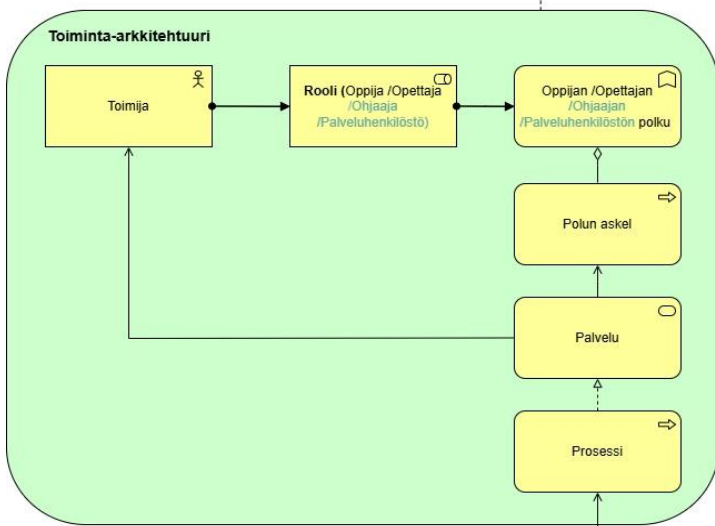 Toiminta-arkkitehtuuri
Toimija
Rooli (Oppija /Opettaja
/Ohjaaja
/Palveluhenkilöstö)
Oppijan /Opettajan
/Ohjaajan
/Palveluhenkilöstön polku
Polun askel
Palvelu
Prosessi